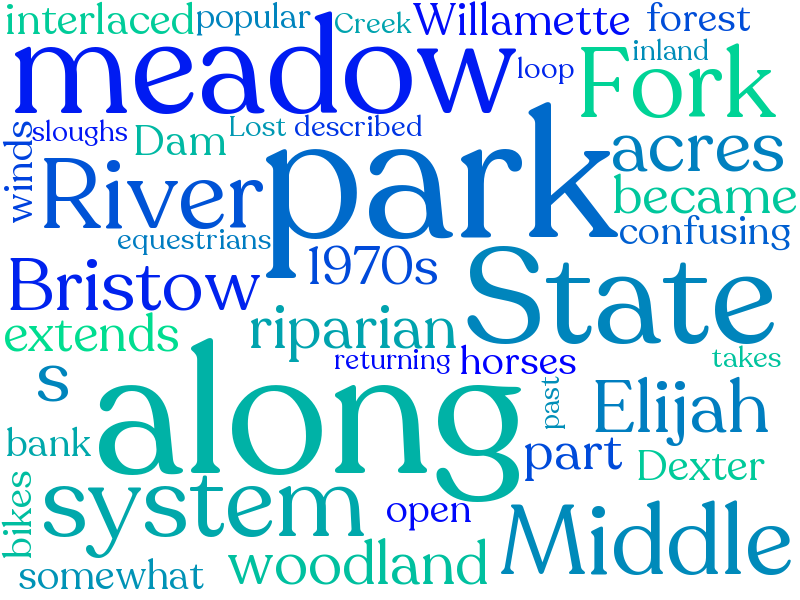 interlaced popular Creek Willamette forest
meadow loop Fork inland
sloughs Dam Lost described
winds River park acres
became
equestrians 1970s confusing
Bristow State
extends riparian
returning horses takes
s along past Elijah
bank part Dexter
bikes system open Middle
somewhat woodland